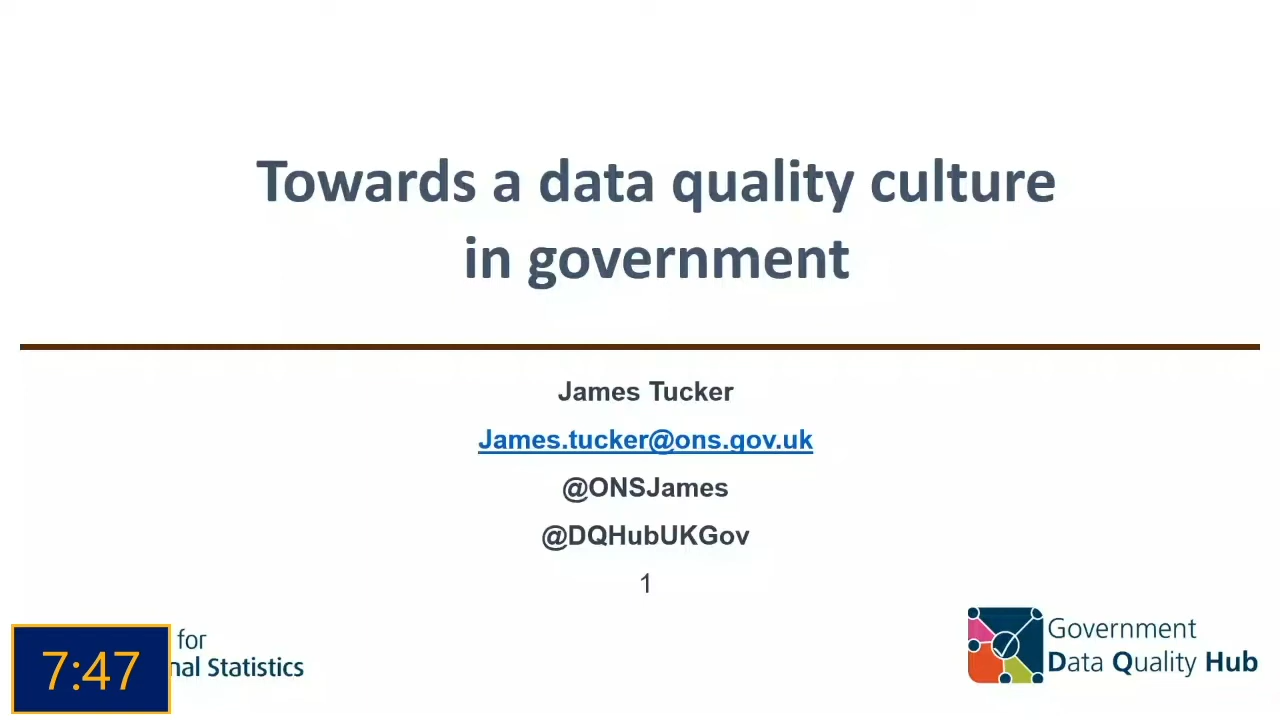 Towards a data quality culture
in government
James Tucker
James.tucker@ons.gov.uk
@ONSJames
@DQHubUKGov
1
for
nal Statistics
7:47
Government
Data Quality Hub